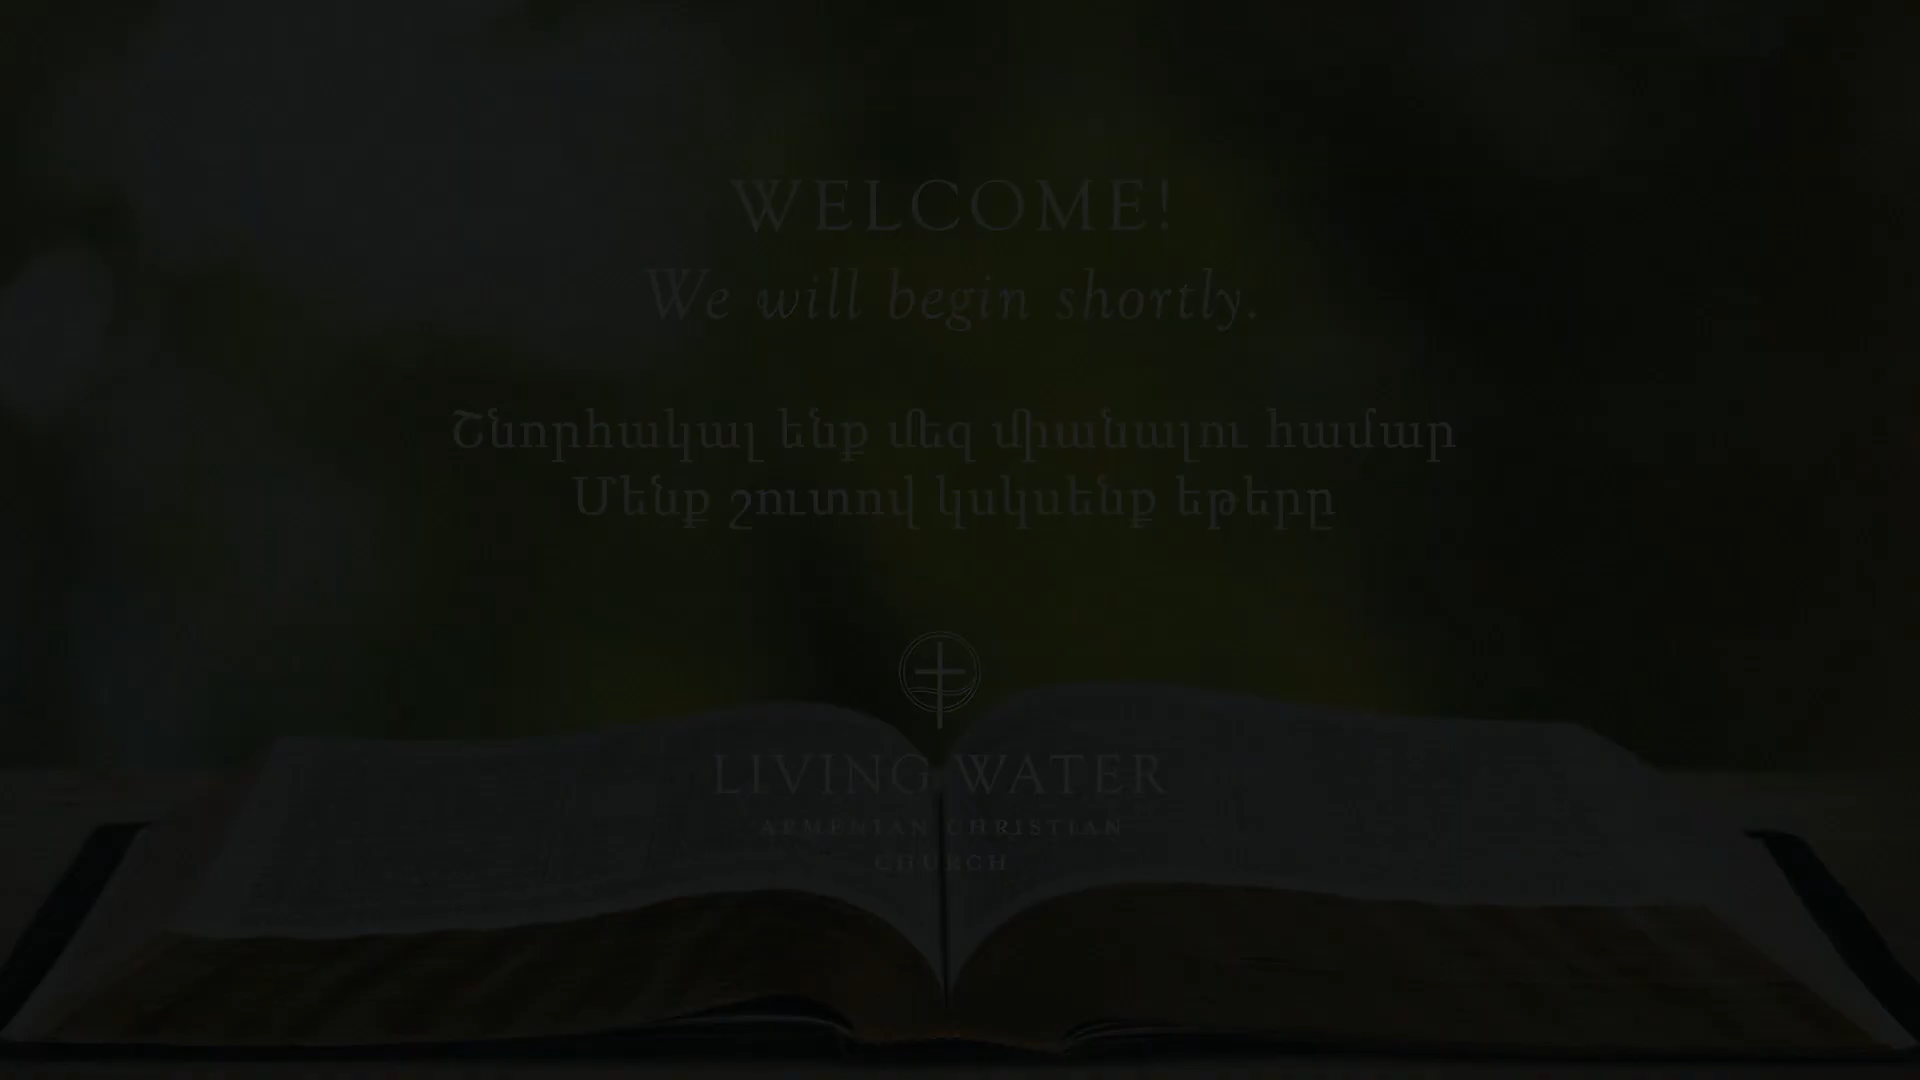 WELCOME!
We will begin shortly.
Շնորհակալ ենք մեզ միանալու համար
Մենք շուտով կսկսենք եթերը
LIVING WATER
ARMENIAN CHRISTIAN
CHURCH